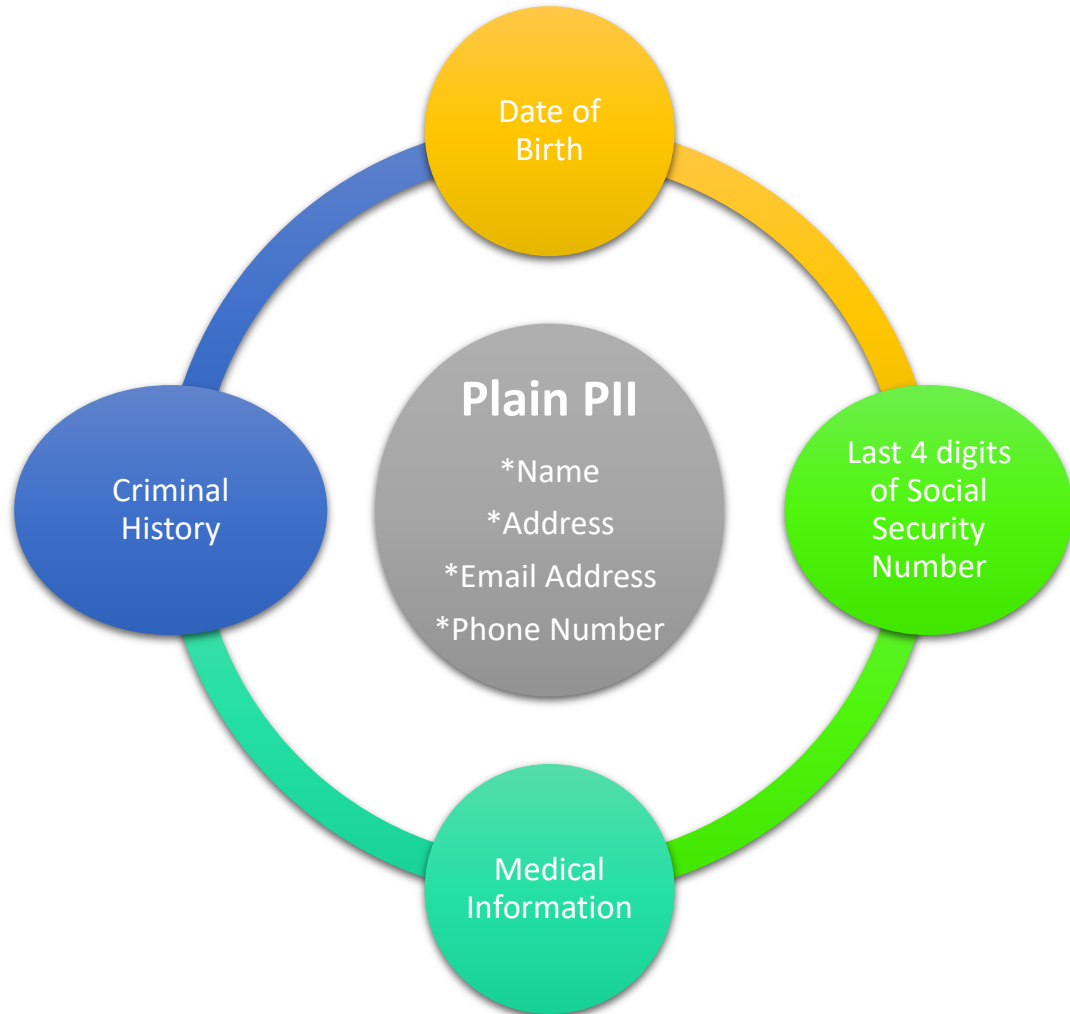 Date of
Birth
Plain PII
*Name
*Address
*Email Address
*Phone Number
Criminal
History
Last 4 digits
of Social
Security
Number
Medical
Information